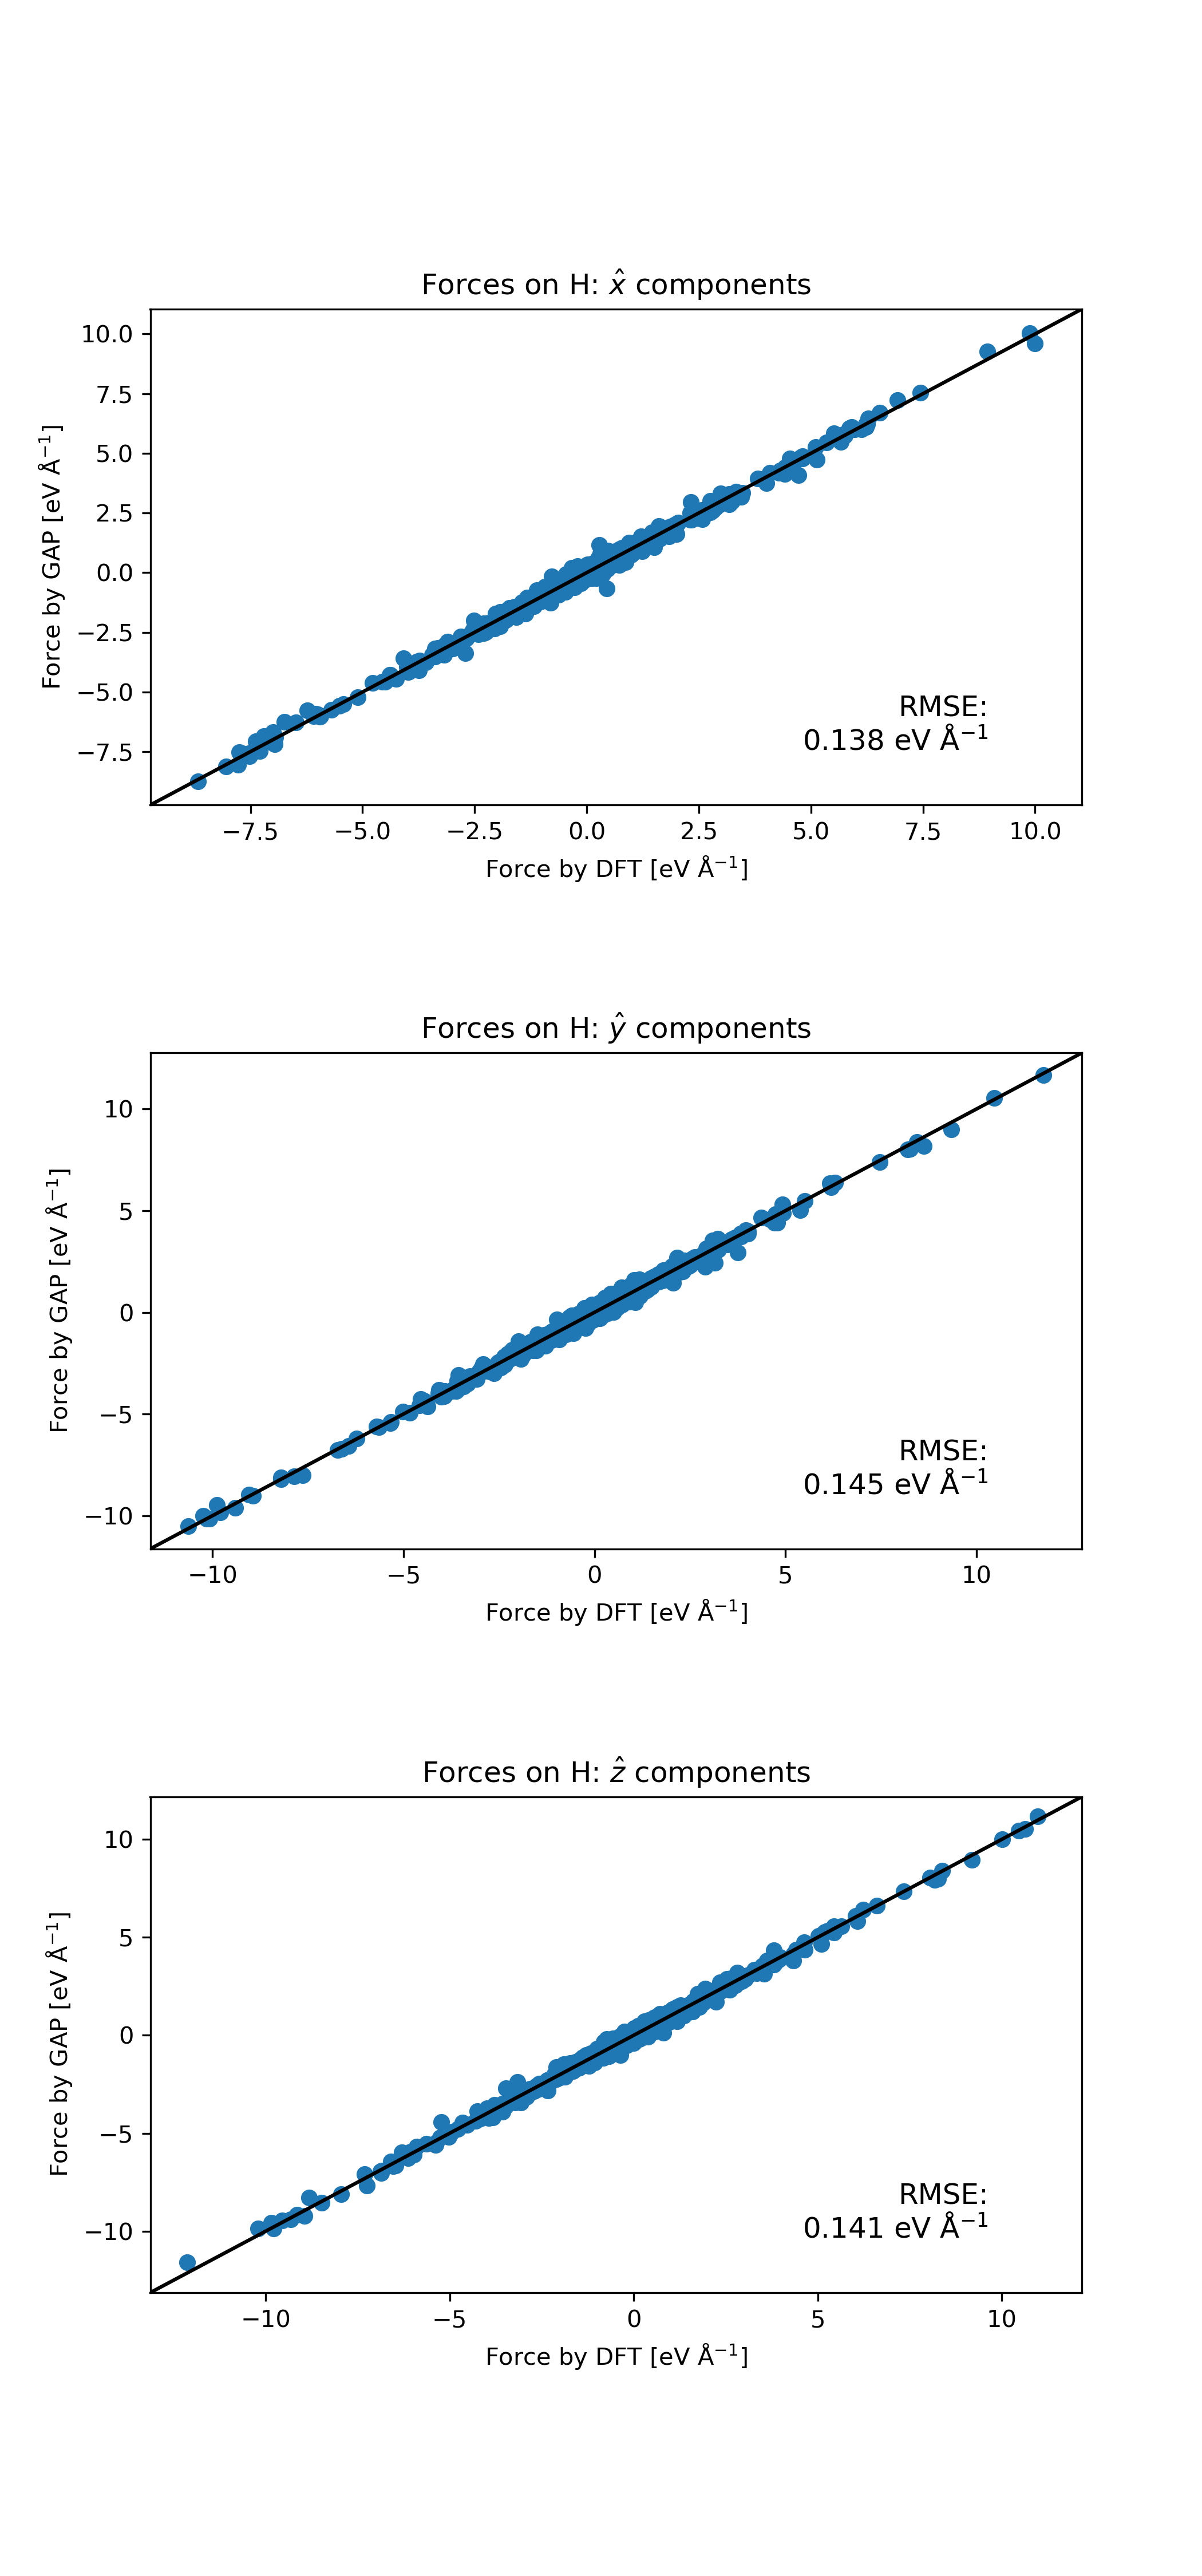 Forces on H: x̂ components
10.0
7.5
5.0
2.5
0.0
−2.5
−5.0
−7.5
Force by GAP [eV Å⁻¹]
RMSE:
0.138 eV Å⁻¹
−7.5 −5.0 −2.5 0.0 2.5 5.0 7.5 10.0
Force by DFT [eV Å⁻¹]
Forces on H: ŷ components
10
5
0
−5
−10
Force by GAP [eV Å⁻¹]
RMSE:
0.145 eV Å⁻¹
−10 −5 0 5 10
Force by DFT [eV Å⁻¹]
Forces on H: ẑ components
10
5
0
−5
−10
Force by GAP [eV Å⁻¹]
RMSE:
0.141 eV Å⁻¹
−10 −5 0 5 10
Force by DFT [eV Å⁻¹]